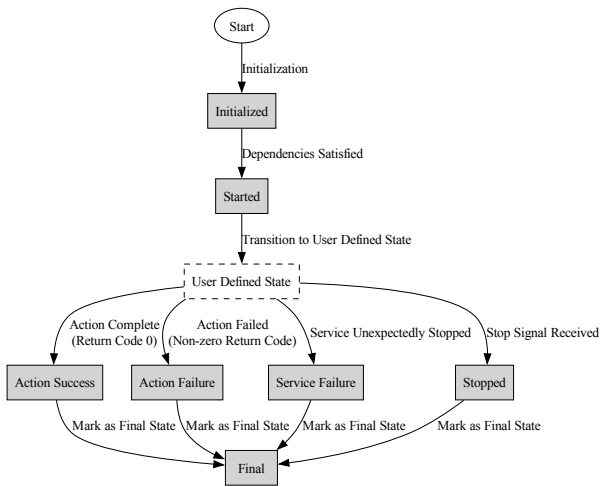 Start
Initialization
Initialized
Dependencies Satisfied
Started
Transition to User Defined State
User Defined State
Action Complete
(Return Code 0)
Action Failed
(Non-zero Return Code)
Service Unexpectedly Stopped
Stop Signal Received
Action Success
Action Failure
Service Failure
Stopped
Mark as Final State
Mark as Final State
Mark as Final State
Mark as Final State
Final